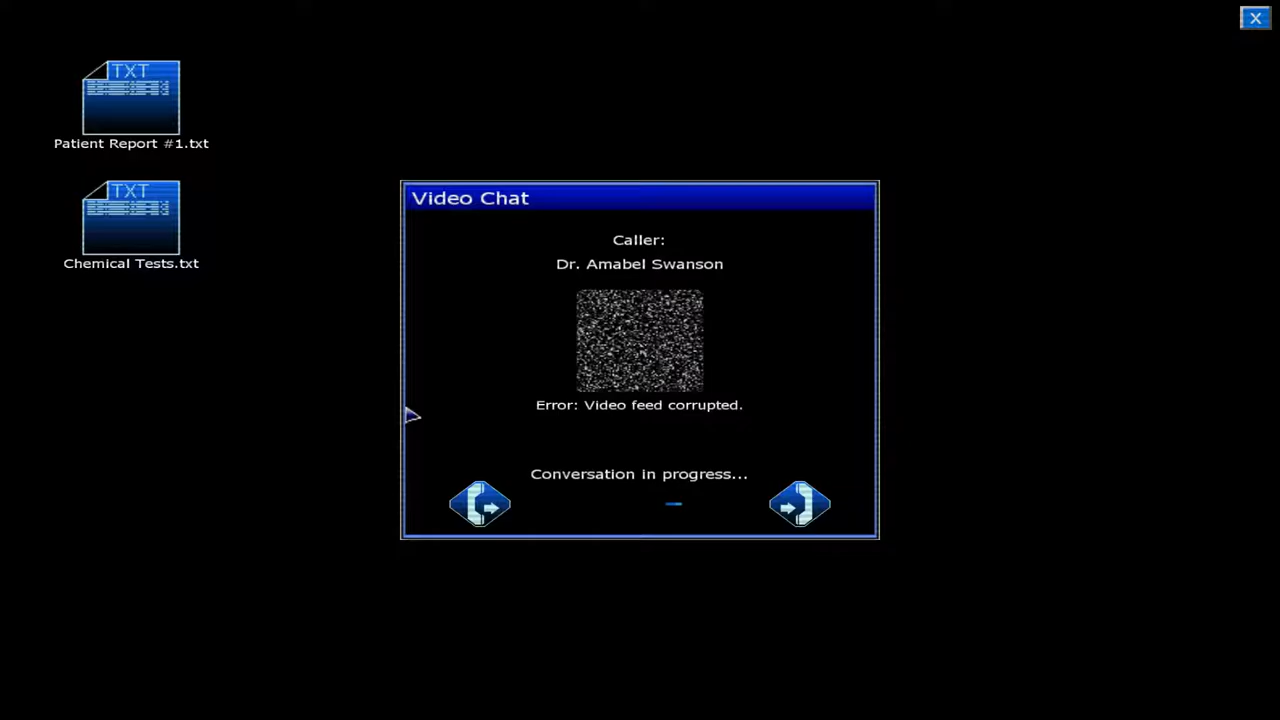 X
TXT
Patient Report #1.txt
TXT
Chemical Tests.txt
Video Chat
Caller:
Dr. Amabel Swanson
Error: Video feed corrupted.
Conversation in progress...